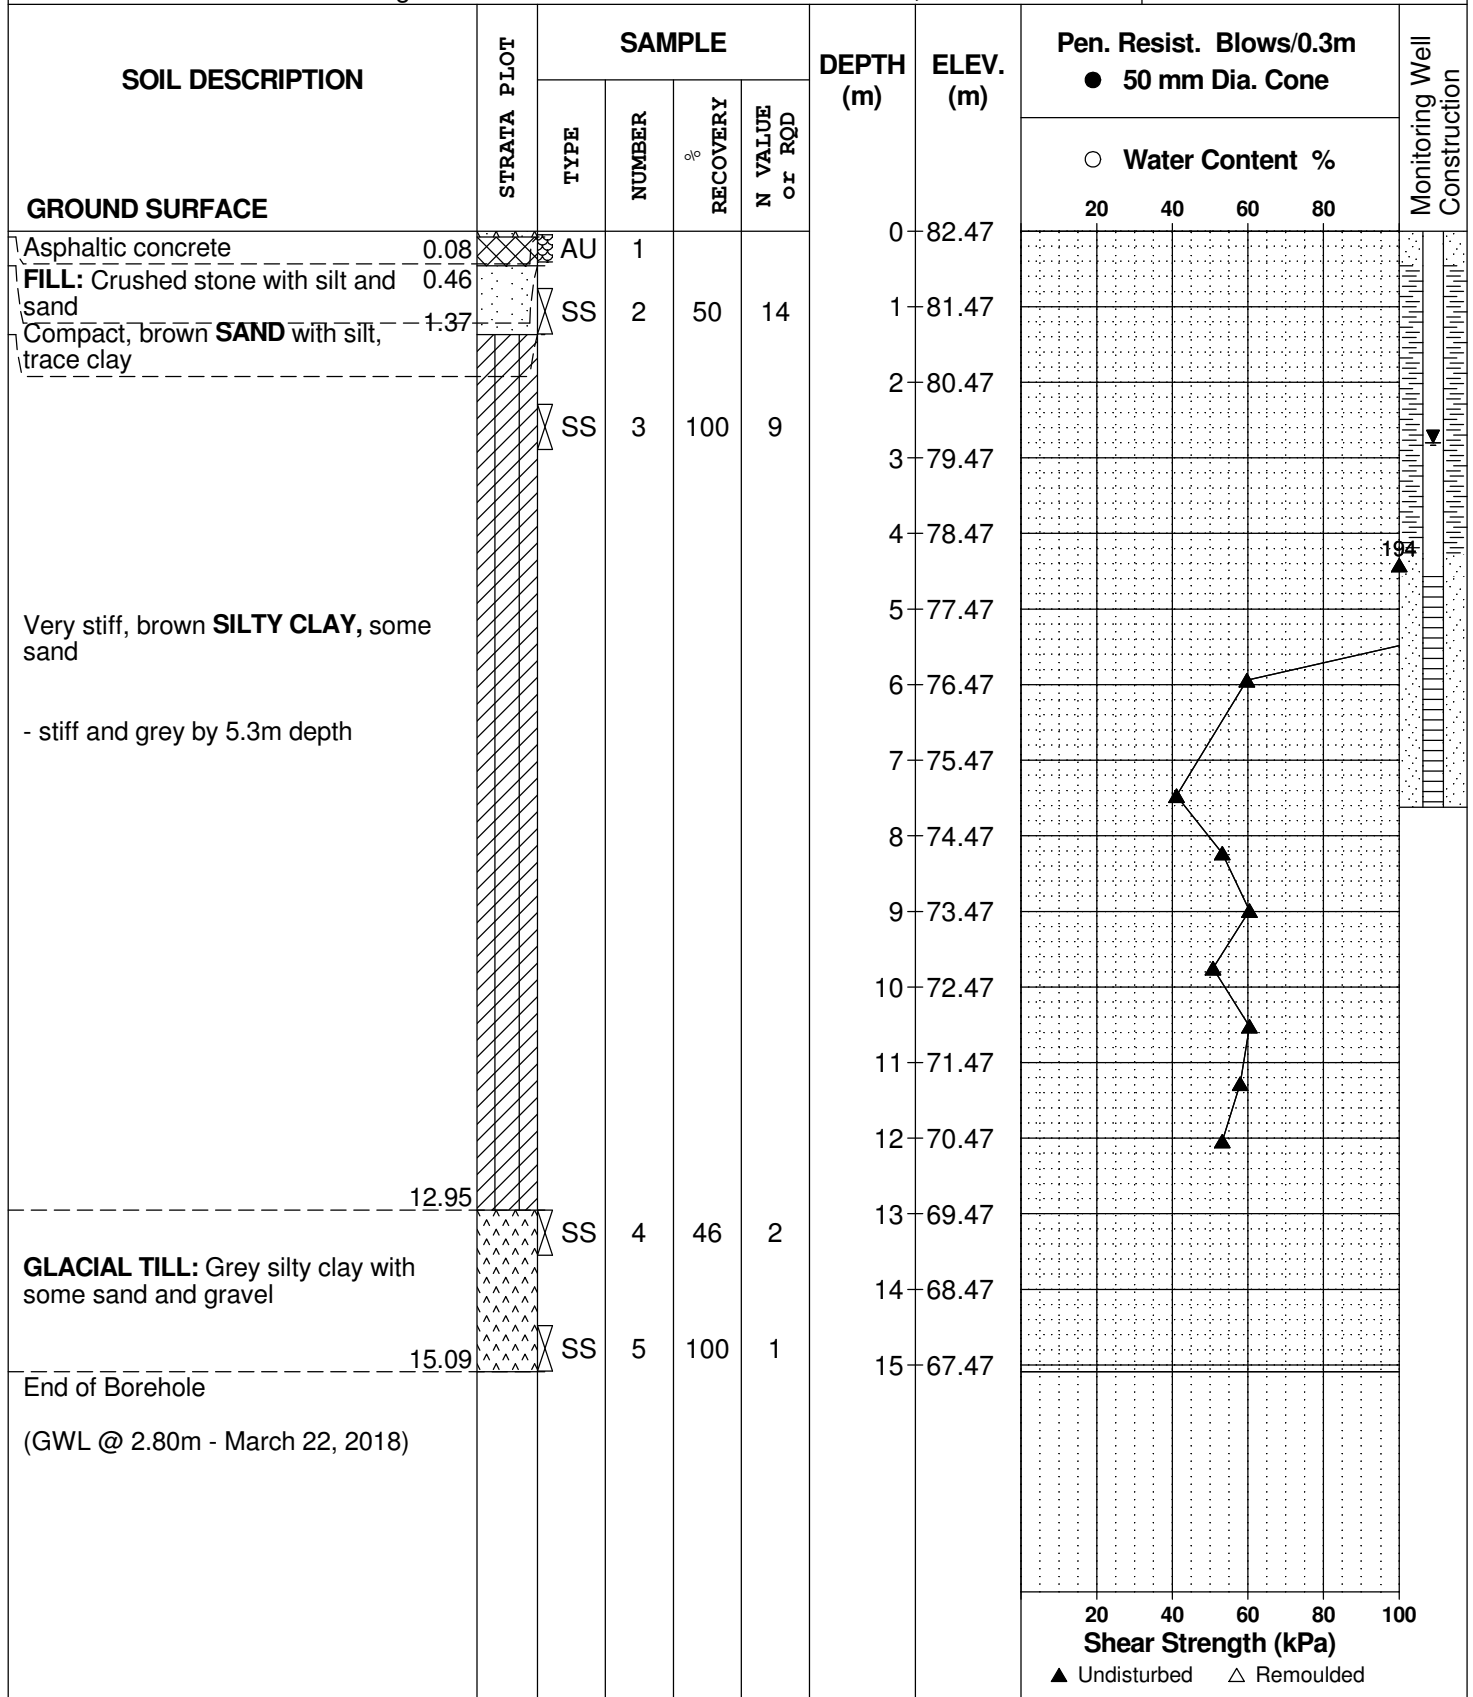 SOIL DESCRIPTION
GROUND SURFACE
STRATA PLOT
SAMPLE
TYPE
NUMBER
%
RECOVERY
N VALUE
or RQD
DEPTH
(m)
ELEV.
(m)
Pen. Resist. Blows/0.3m
● 50 mm Dia. Cone
○ Water Content %
20 40 60 80
Monitoring Well
Construction
0 82.47
Asphaltic concrete 0.08
AU 1
FILL: Crushed stone with silt and 0.46
sand
1.37
SS 2 50 14
1 81.47
Compact, brown SAND with silt,
trace clay
2 80.47
SS 3 100 9
3 79.47
4 78.47
194
5 77.47
Very stiff, brown SILTY CLAY, some
sand
6 76.47
- stiff and grey by 5.3m depth
7 75.47
8 74.47
9 73.47
10 72.47
11 71.47
12 70.47
12.95
13 69.47
SS 4 46 2
GLACIAL TILL: Grey silty clay with
some sand and gravel
14 68.47
SS 5 100 1
15.09
15 67.47
End of Borehole
(GWL @ 2.80m - March 22, 2018)
20 40 60 80 100
Shear Strength (kPa)
▲ Undisturbed △ Remoulded